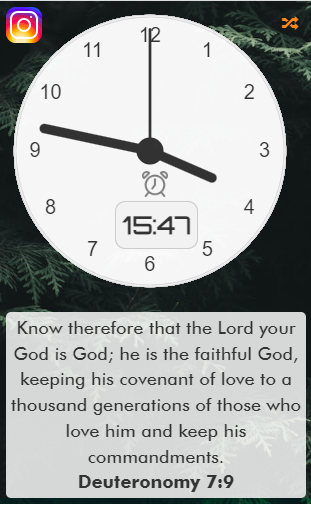 12
11 1
10 2
9 3
8 4
15:47
7 5
6
Know therefore that the Lord your
God is God; he is the faithful God,
keeping his covenant of love to a
thousand generations of those who
love him and keep his
commandments.
Deuteronomy 7:9